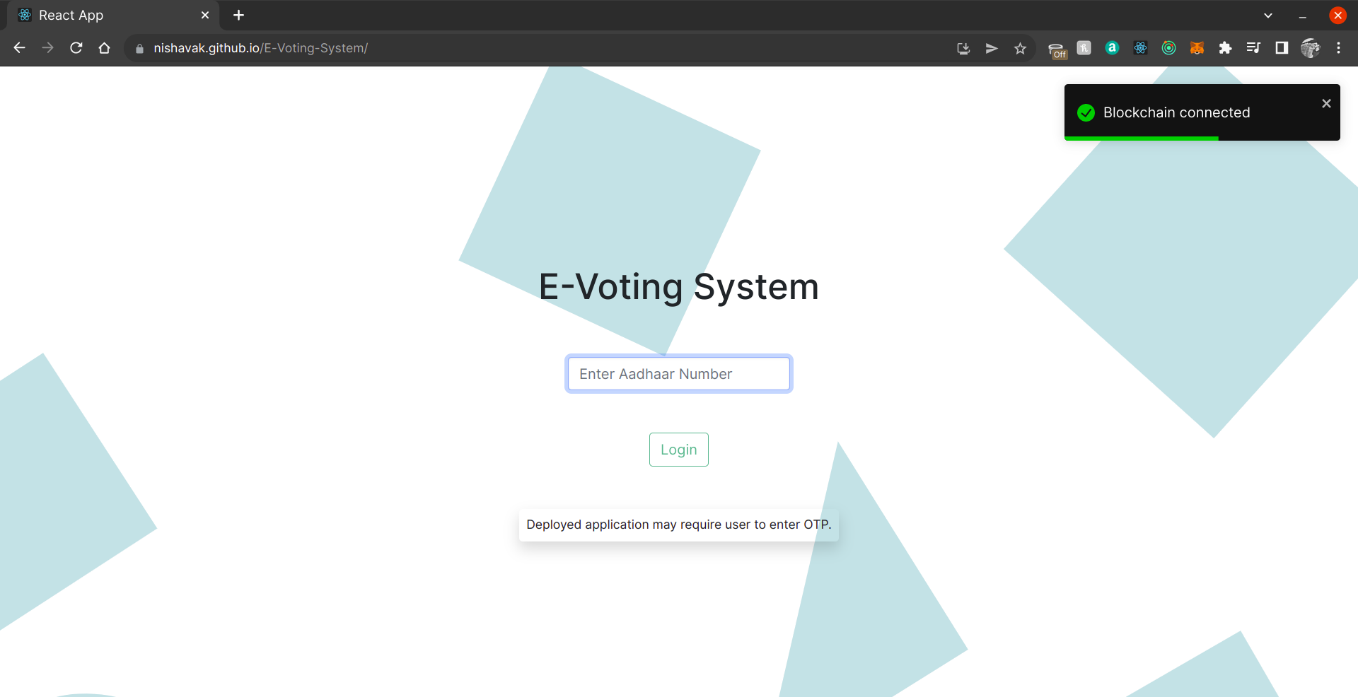 React App
nishavak.github.io/E-Voting-System/
Off
a
Blockchain connected
E-Voting System
Enter Aadhaar Number
Login
Deployed application may require user to enter OTP.